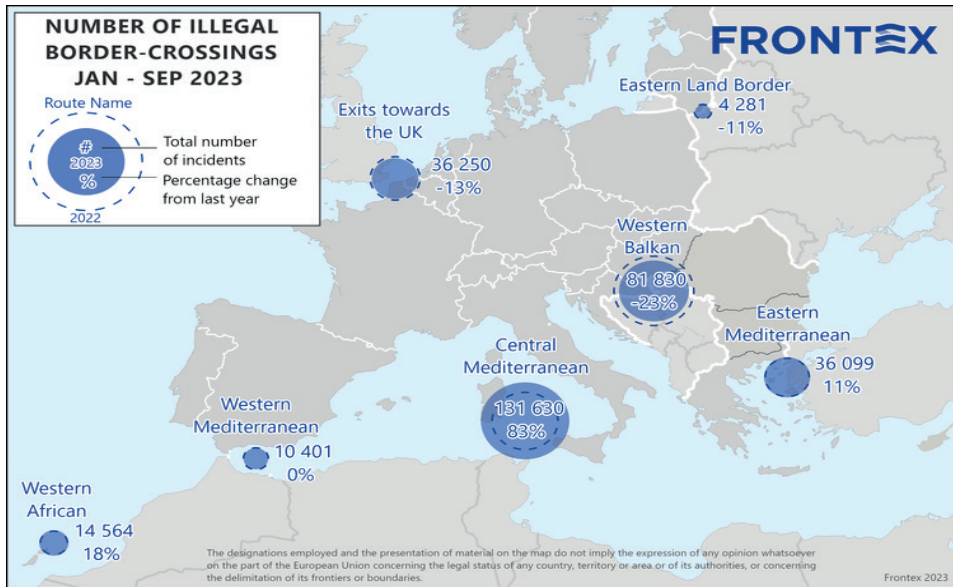 NUMBER OF ILLEGAL
BORDER-CROSSINGS
JAN - SEP 2023
Route Name
#
2023
%
Total number
of incidents
Percentage change
from last year
2022
FRONTEX
Exits towards
the UK
36 250
-13%
Eastern Land Border
4 281
-11%
Western
Balkan
81 830
-23%
Eastern
Mediterranean
36 099
11%
Central
Mediterranean
131 630
83%
Western
Mediterranean
10 401
0%
Western
African
14 564
18%
The designations employed and the presentation of material on the map do not imply the expression of any opinion whatsoever
on the part of the European Union concerning the legal status of any country, territory or area or of its authorities, or concerning
the delimitation of its frontiers or boundaries.
Frontex 2023